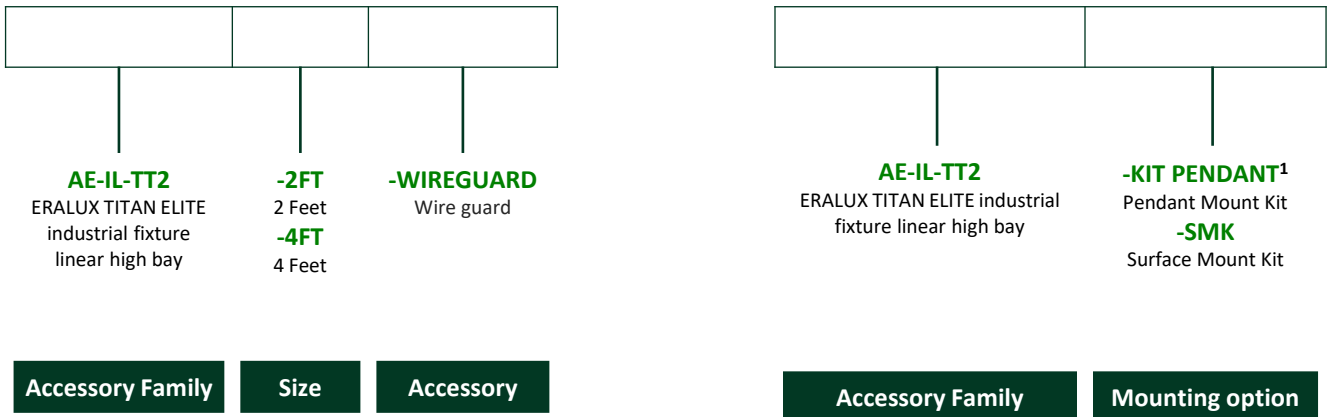 AE-IL-TT2
ERALUX TITAN ELITE
industrial fixture
linear high bay
-2FT
2 Feet
-4FT
4 Feet
-WIREGUARD
Wire guard
Accessory Family
Size
Accessory
AE-IL-TT2
ERALUX TITAN ELITE industrial
fixture linear high bay
-KIT PENDANT¹
Pendant Mount Kit
-SMK
Surface Mount Kit
Accessory Family
Mounting option